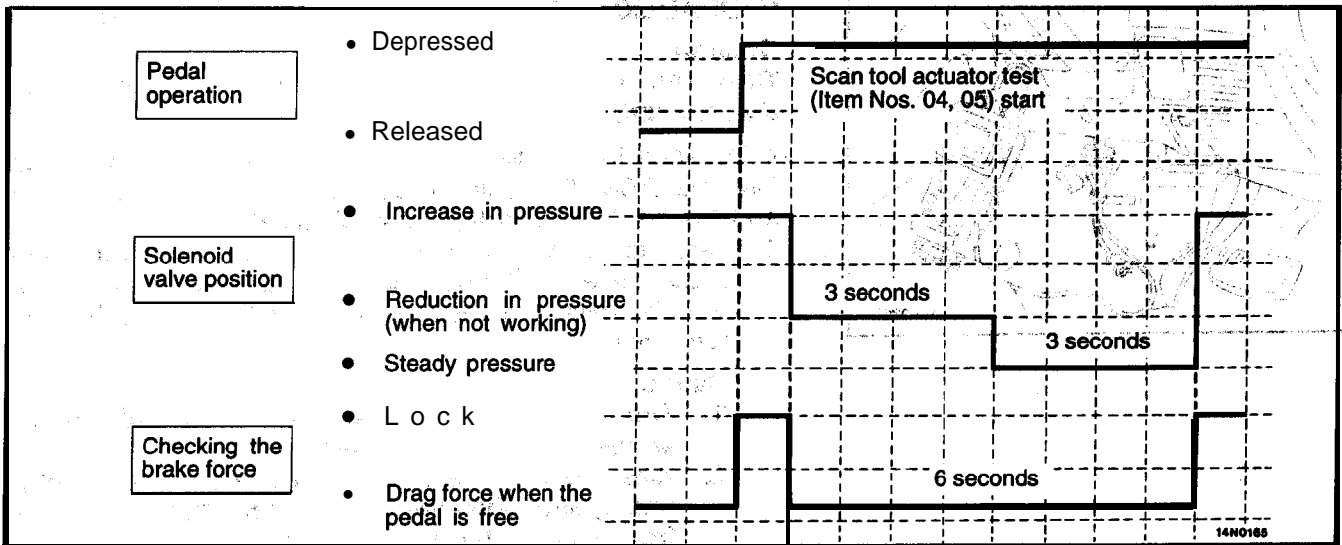 Pedal
operation
• Depressed
• Released
Scan tool actuator test
(Item Nos. 04, 05) start
Solenoid
valve position
• Increase in pressure
• Reduction in pressure
(when not working)
• Steady pressure
3 seconds
3 seconds
Checking the
brake force
• Lock
• Drag force when the
pedal is free
6 seconds
14N0165